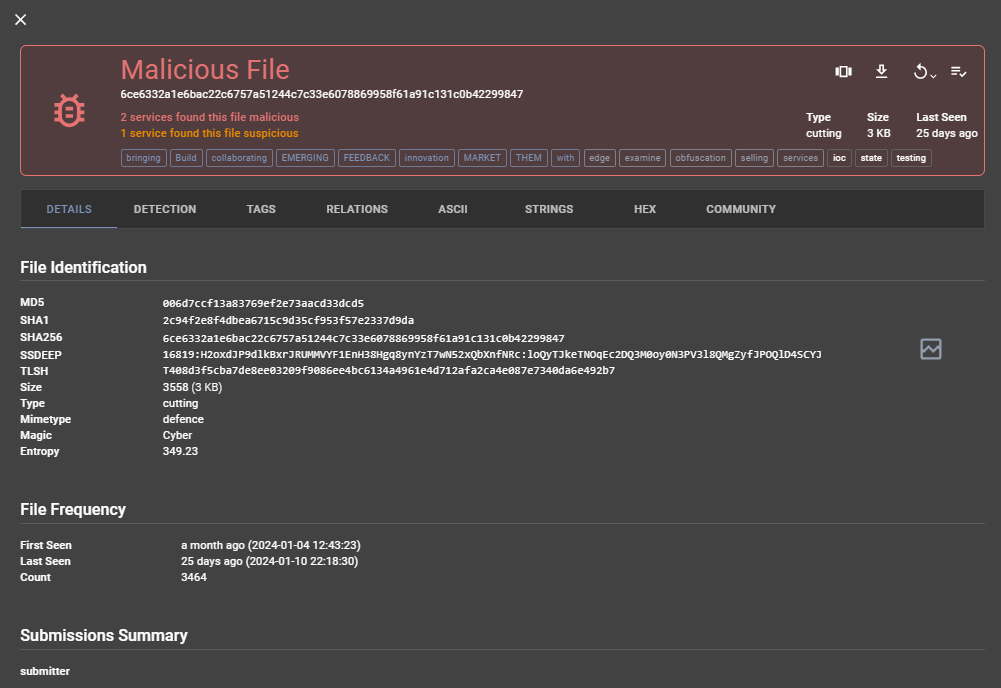 Malicious File
6ce6332a1e6bac22c6757a51244c7c33e6078869958f61a91c131c0b42299847
2 services found this file malicious
1 service found this file suspicious
Type Size Last Seen
cutting 3 KB 25 days ago
bringing Build collaborating EMERGING FEEDBACK innovation MARKET THEM with edge examine obfuscation selling services ioc state testing
DETAILS DETECTION TAGS RELATIONS ASCII STRINGS HEX COMMUNITY
File Identification
MD5 006d7ccf13a83769ef2e73aacd33dcd5
SHA1 2c94f2e8f4dbea6715c9d35cf953f57e2337d9da
SHA256 6ce6332a1e6bac22c6757a51244c7c33e6078869958f61a91c131c0b42299847
SSDEEP 16819:H2oxdJP9dlkBxrJRUMMVYF1EnH38Hgq8ynYzT7wN52xQbXnfNRc:loQyTJkeTNOqEc2DQ3M0oy0N3PV3l8QMgZyfJPOQlD4SCYJ
TLSH T408d3f5cba7de8ee03209f9086ee4bc6134a4961e4d712afa2ca4e087e7340da6e492b7
Size 3558 (3 KB)
Type cutting
Mimetype defence
Magic Cyber
Entropy 349.23
File Frequency
First Seen a month ago (2024-01-04 12:43:23)
Last Seen 25 days ago (2024-01-10 22:18:30)
Count 3464
Submissions Summary
submitter